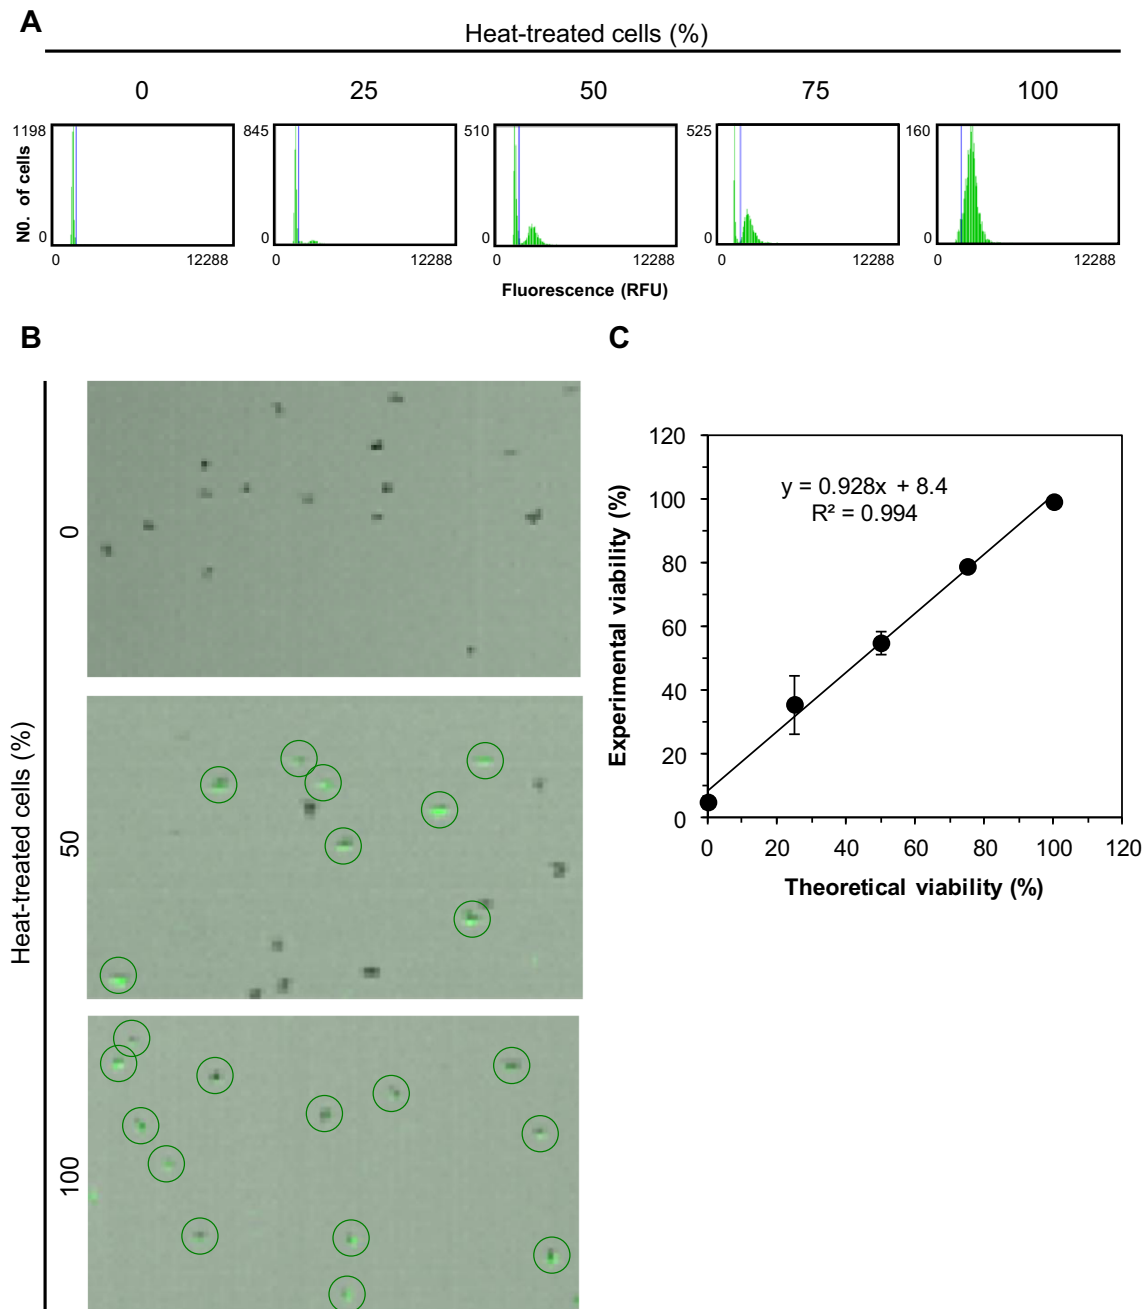 A
Heat-treated cells (%)
0 25 50 75 100
N0. of cells
1198 845 510 525 160
0 0 0 0 0
0 12288 0 12288 0 12288 0 12288 0 12288
Fluorescence (RFU)
B
Heat-treated cells (%)
0
50
100
C
Experimental viability (%)
120
100
80
60
40
20
0
y = 0.928x + 8.4
R² = 0.994
0 20 40 60 80 100 120
Theoretical viability (%)